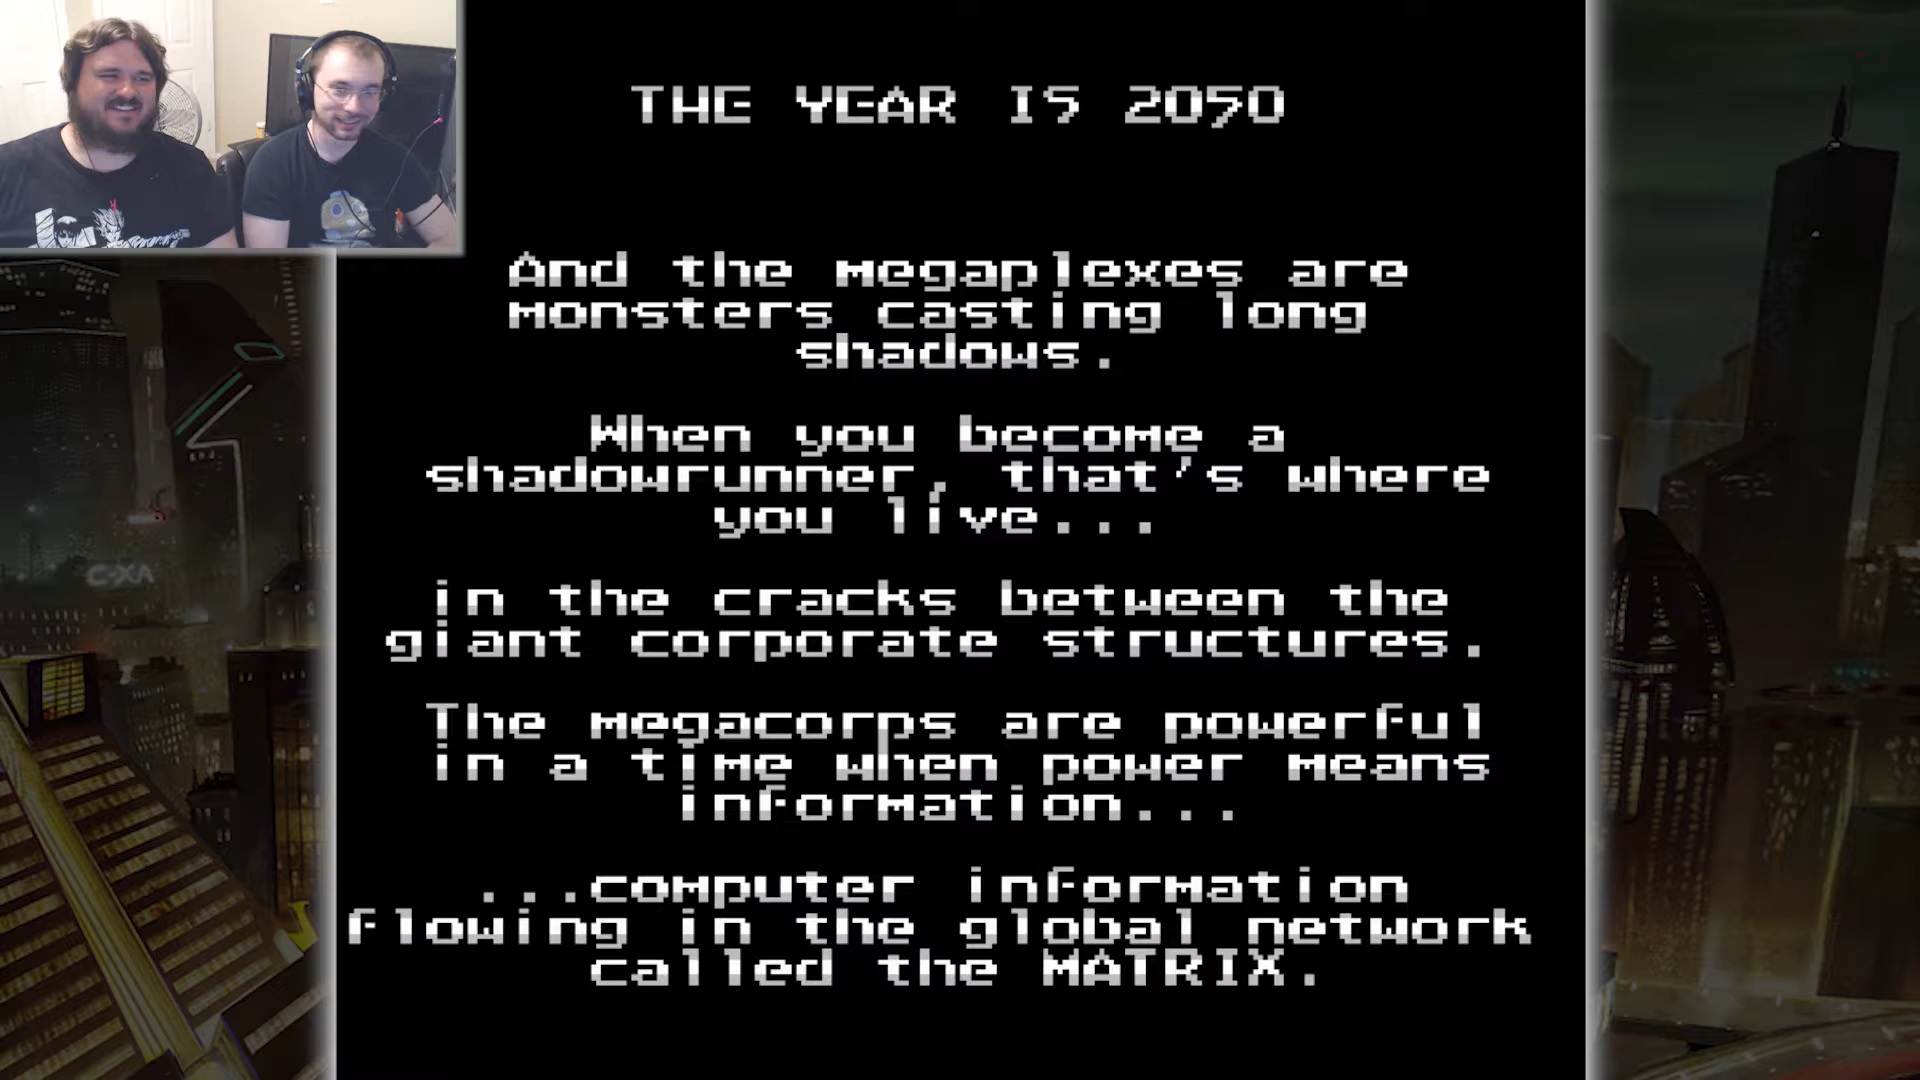 THE YEAR IS 2050
And the megaplexes are
monsters casting long
shadows.
When you become a
shadowrunner, that's where
you live...
in the cracks between the
giant corporate structures.
The megacorps are powerful
in a time when power means
information...
...computer information
flowing in the global network
called the MATRIX.